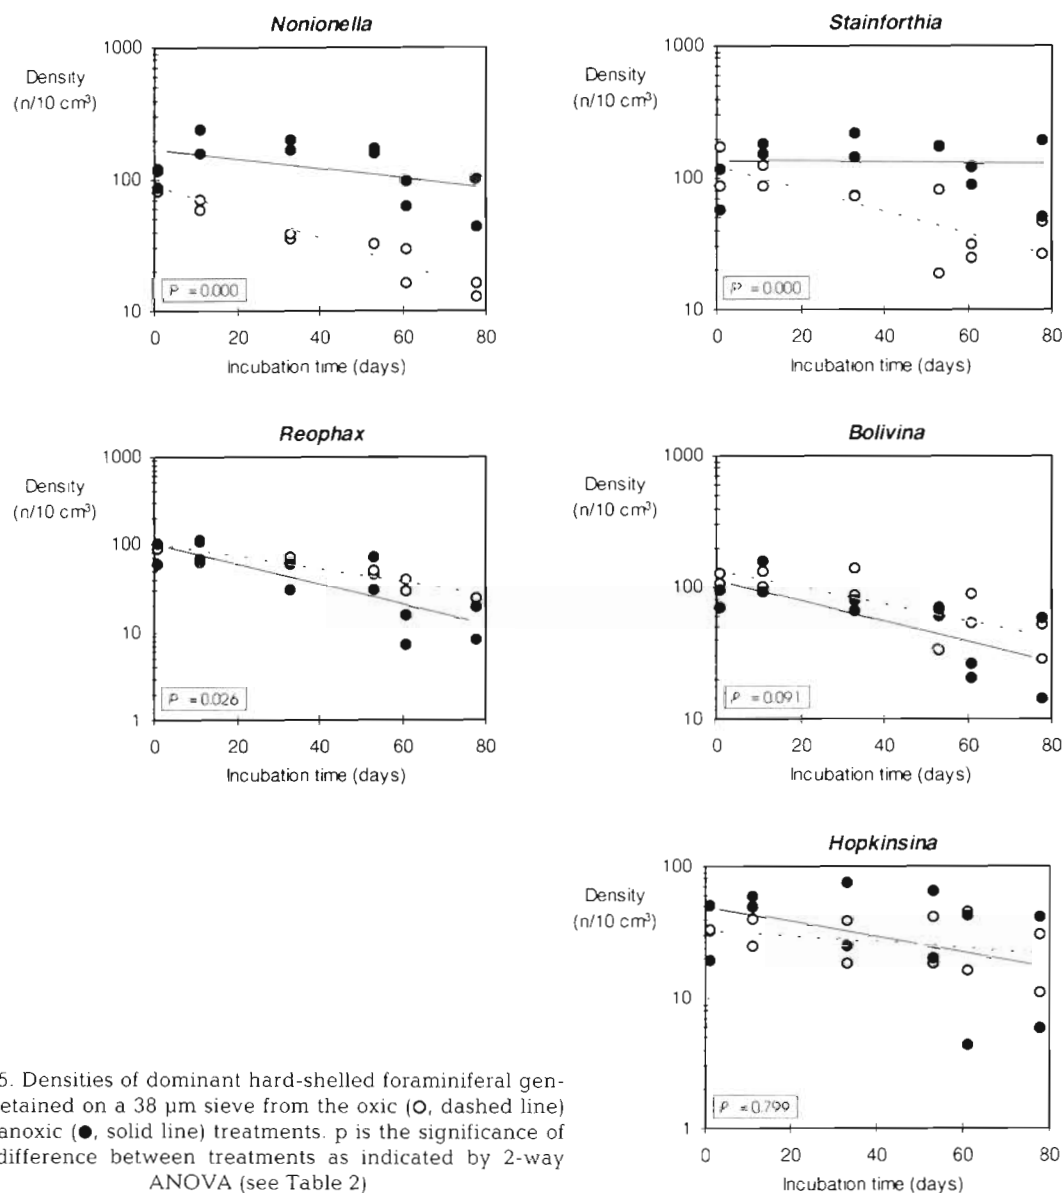 Nonionella
Density
(n/10 cm³)
1000
100
10
P = 0.000
0 20 40 60 80
Incubation time (days)
Stainforthia
Density
(n/10 cm³)
1000
100
10
P = 0.000
0 20 40 60 80
Incubation time (days)
Reophax
Density
(n/10 cm³)
1000
100
10
1
P = 0.026
0 20 40 60 80
Incubation time (days)
Bolivina
Density
(n/10 cm³)
1000
100
10
P = 0.091
0 20 40 60 80
Incubation time (days)
Hopkinsina
Density
(n/10 cm³)
100
10
1
P = 0.799
0 20 40 60 80
Incubation time (days)
5. Densities of dominant hard-shelled foraminiferal gen-
etained on a 38 µm sieve from the oxic (O, dashed line)
anoxic (●, solid line) treatments. p is the significance of
difference between treatments as indicated by 2-way
ANOVA (see Table 2)